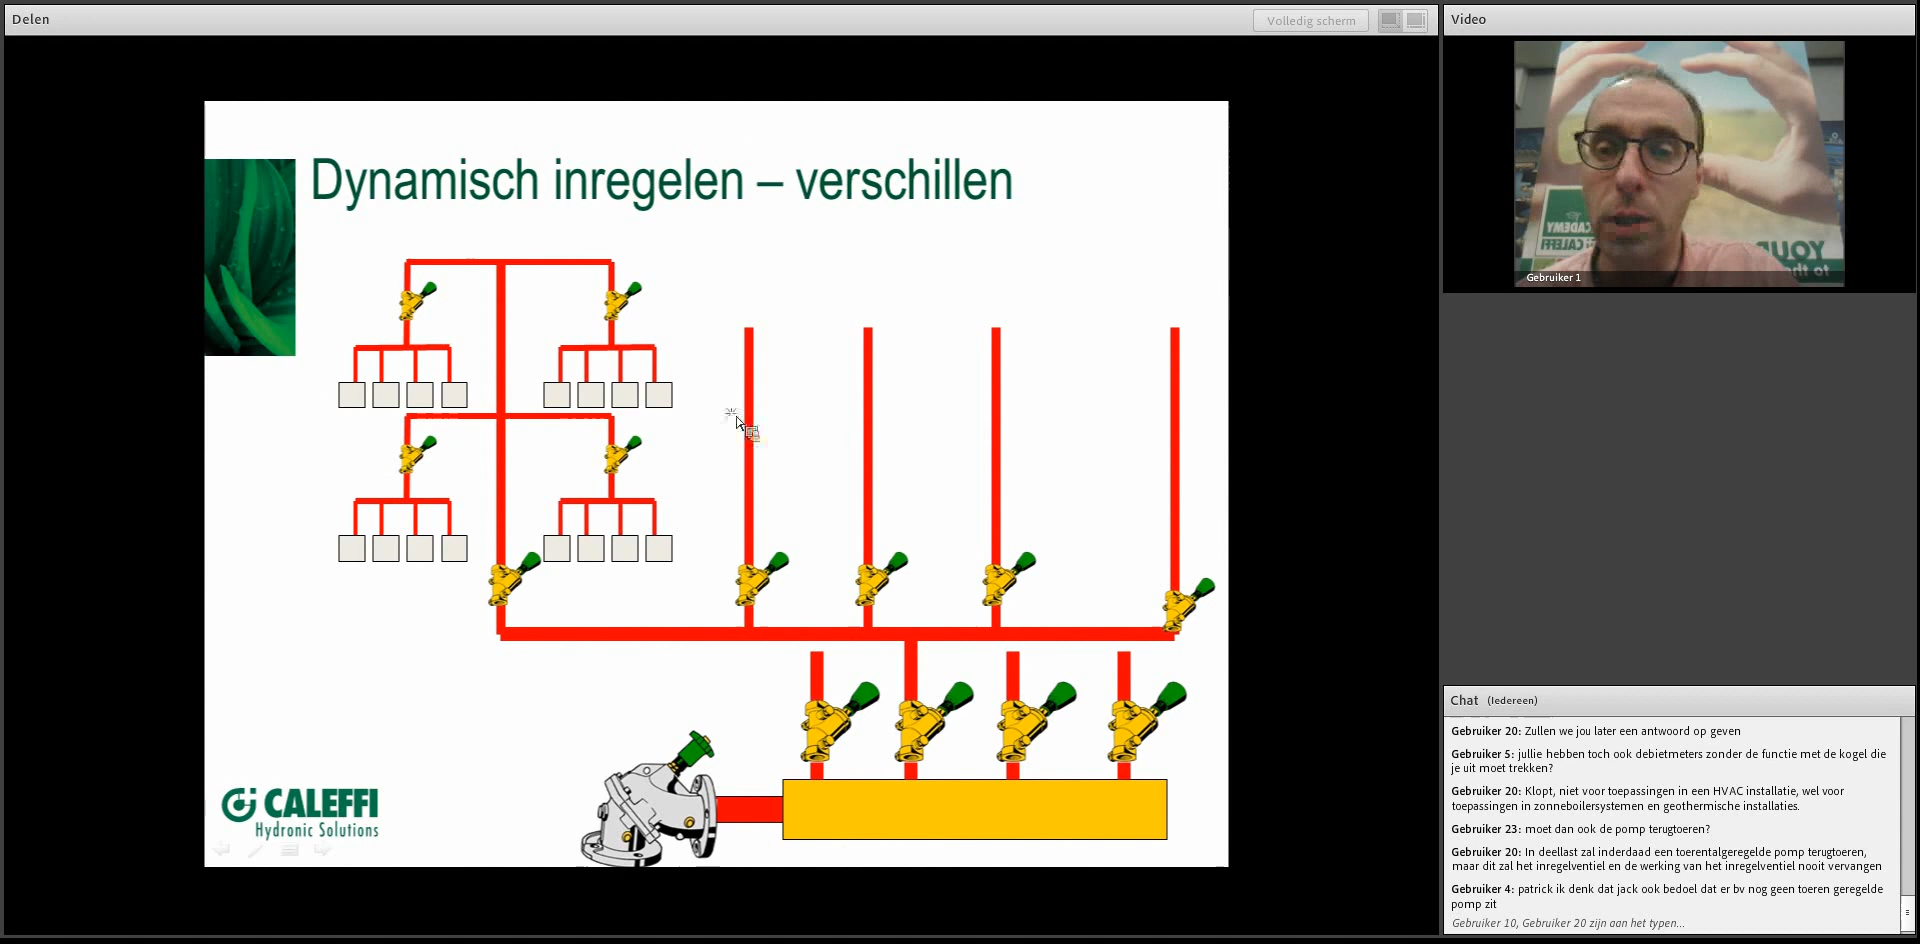 Delen
Volledig scherm
Video
Dynamisch inregelen – verschillen
CALEFFI
Hydronic Solutions
ACADEMY
CALEFFI
YOUR
to the
Gebruiker 1
Chat (Iedereen)
Gebruiker 20: Zullen we jou later een antwoord op geven
Gebruiker 5: jullie hebben toch ook debietmeters zonder de functie met de kogel die
je uit moet trekken?
Gebruiker 20: Klopt, niet voor toepassingen in een HVAC installatie, wel voor
toepassingen in zonneboilersystemen en geothermische installaties.
Gebruiker 23: moet dan ook de pomp terugtoeren?
Gebruiker 20: In deellast zal inderdaad een toerentalgeregelde pomp terugtoeren,
maar dit zal het inregelventiel en de werking van het inregelventiel nooit vervangen
Gebruiker 4: patrick ik denk dat jack ook bedoel dat er bv nog geen toeren geregelde
pomp zit
Gebruiker 10, Gebruiker 20 zijn aan het typen...